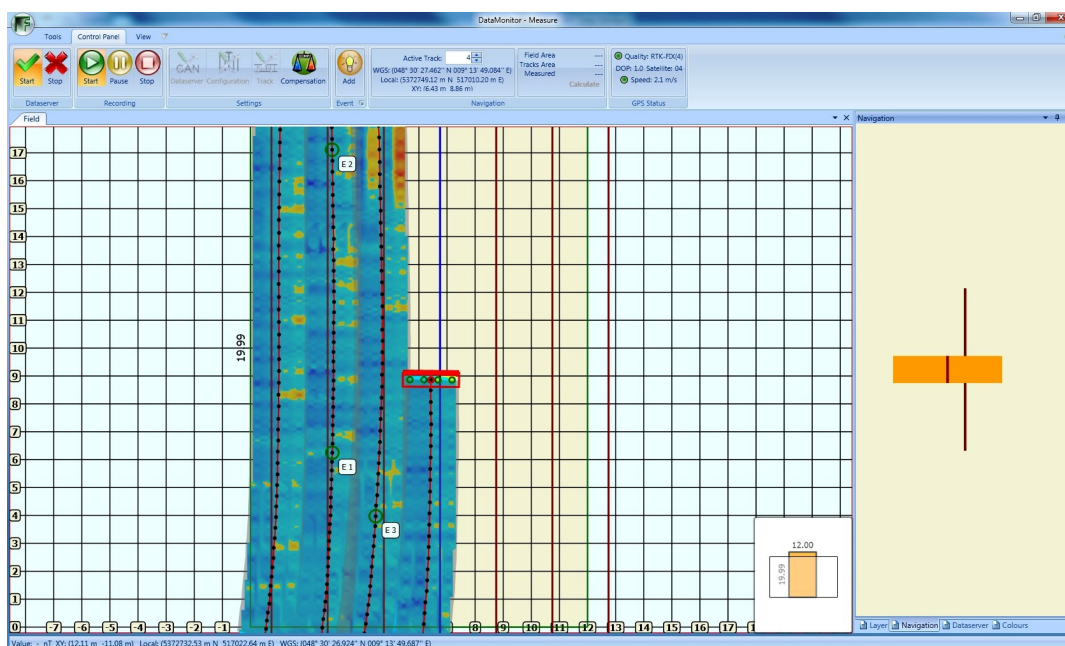 DataMonitor - Measure
Tools Control Panel View
Active Track: 4
WGS: (048° 30' 27.462" N 009° 13' 49.084" E)
Local: (5372749.12 m N 517010.20 m E)
XY: (6.43 m 8.86 m)
Field Area ---
Tracks Area ---
Measured ---
Calculate
Quality: RTK-FIX(4)
DOP: 1.0 Satellite: 04
Speed: 2.1 m/s
Start Stop Start Pause Stop Dataserver Configuration Track Compensation Add
CAN
Dataserver Recording Settings Event Navigation GPS Status
Field
Navigation
17
E 2
16
15
14
13
12
11
10
19.99
9
8
7
6
E 1
5
4
E 3
3
2
1
0 -7 -6 -5 -4 -3 -2 -1 8 9 10 11 12 13 14 15 16 17
12.00
19.99
Layer Navigation Dataserver Colours
Value: - nT XY: (12.11 m -11.08 m) Local: (5372732.53 m N 517022.64 m E) WGS: (048° 30' 26.924" N 009° 13' 49.687" E)